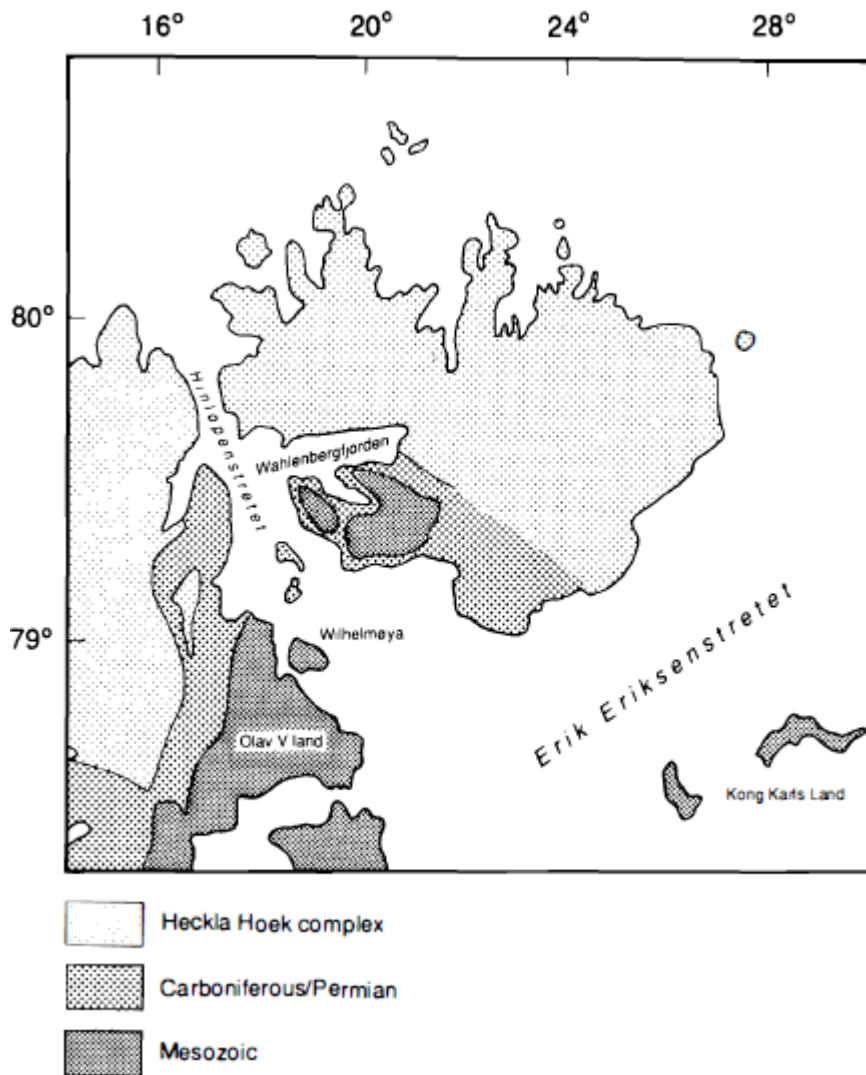 16° 20° 24° 28°
80°
Hinlopenstretet
Wahlenbergfjorden
79°
Wilhelmøya
Erik Eriksenstretet
Olav V land
Kong Karls Land
Heckla Hoek complex
Carboniferous/Permian
Mesozoic